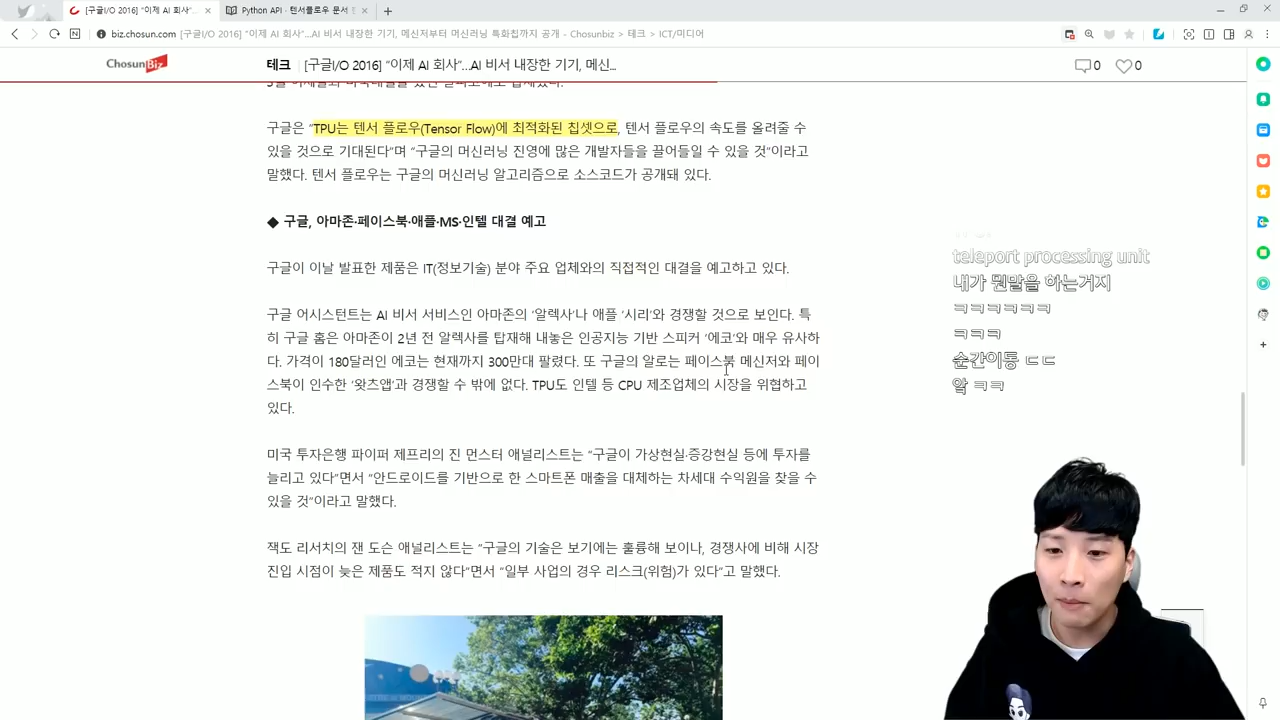 [구글I/O 2016] "이제 AI 회사"
Python API · 텐서플로우 문서
biz.chosun.com [구글I/O 2016] "이제 AI 회사"...AI 비서 내장한 기기, 메신저부터 머신러닝 특화칩까지 공개 - Chosunbiz > 테크 > ICT/미디어
ChosunBiz 테크 [구글I/O 2016] "이제 AI 회사"...AI 비서 내장한 기기, 메신... 0 0
구글은 "TPU는 텐서 플로우(Tensor Flow)에 최적화된 칩셋으로, 텐서 플로우의 속도를 올려줄 수
있을 것으로 기대된다"며 "구글의 머신러닝 진영에 많은 개발자들을 끌어들일 수 있을 것"이라고
말했다. 텐서 플로우는 구글의 머신러닝 알고리즘으로 소스코드가 공개돼 있다.
◆ 구글, 아마존·페이스북·애플·MS·인텔 대결 예고
구글이 이날 발표한 제품은 IT(정보기술) 분야 주요 업체와의 직접적인 대결을 예고하고 있다.
구글 어시스턴트는 AI 비서 서비스인 아마존의 '알렉사'나 애플 '시리'와 경쟁할 것으로 보인다. 특
히 구글 홈은 아마존이 2년 전 알렉사를 탑재해 내놓은 인공지능 기반 스피커 '에코'와 매우 유사하
다. 가격이 180달러인 에코는 현재까지 300만대 팔렸다. 또 구글의 알로는 페이스북 메신저와 페이
스북이 인수한 '왓츠앱'과 경쟁할 수 밖에 없다. TPU도 인텔 등 CPU 제조업체의 시장을 위협하고
있다.
미국 투자은행 파이퍼 제프리의 진 먼스터 애널리스트는 "구글이 가상현실·증강현실 등에 투자를
늘리고 있다"면서 "안드로이드를 기반으로 한 스마트폰 매출을 대체하는 차세대 수익원을 찾을 수
있을 것"이라고 말했다.
잭도 리서치의 잰 도슨 애널리스트는 "구글의 기술은 보기에는 훌륭해 보이나, 경쟁사에 비해 시장
진입 시점이 늦은 제품도 적지 않다"면서 "일부 사업의 경우 리스크(위험)가 있다"고 말했다.
teleport processing unit
내가 뭔말을 하는거지
ㅋㅋㅋㅋㅋㅋ
ㅋㅋㅋ
순간이동 ㄷㄷ
앜 ㅋㅋ